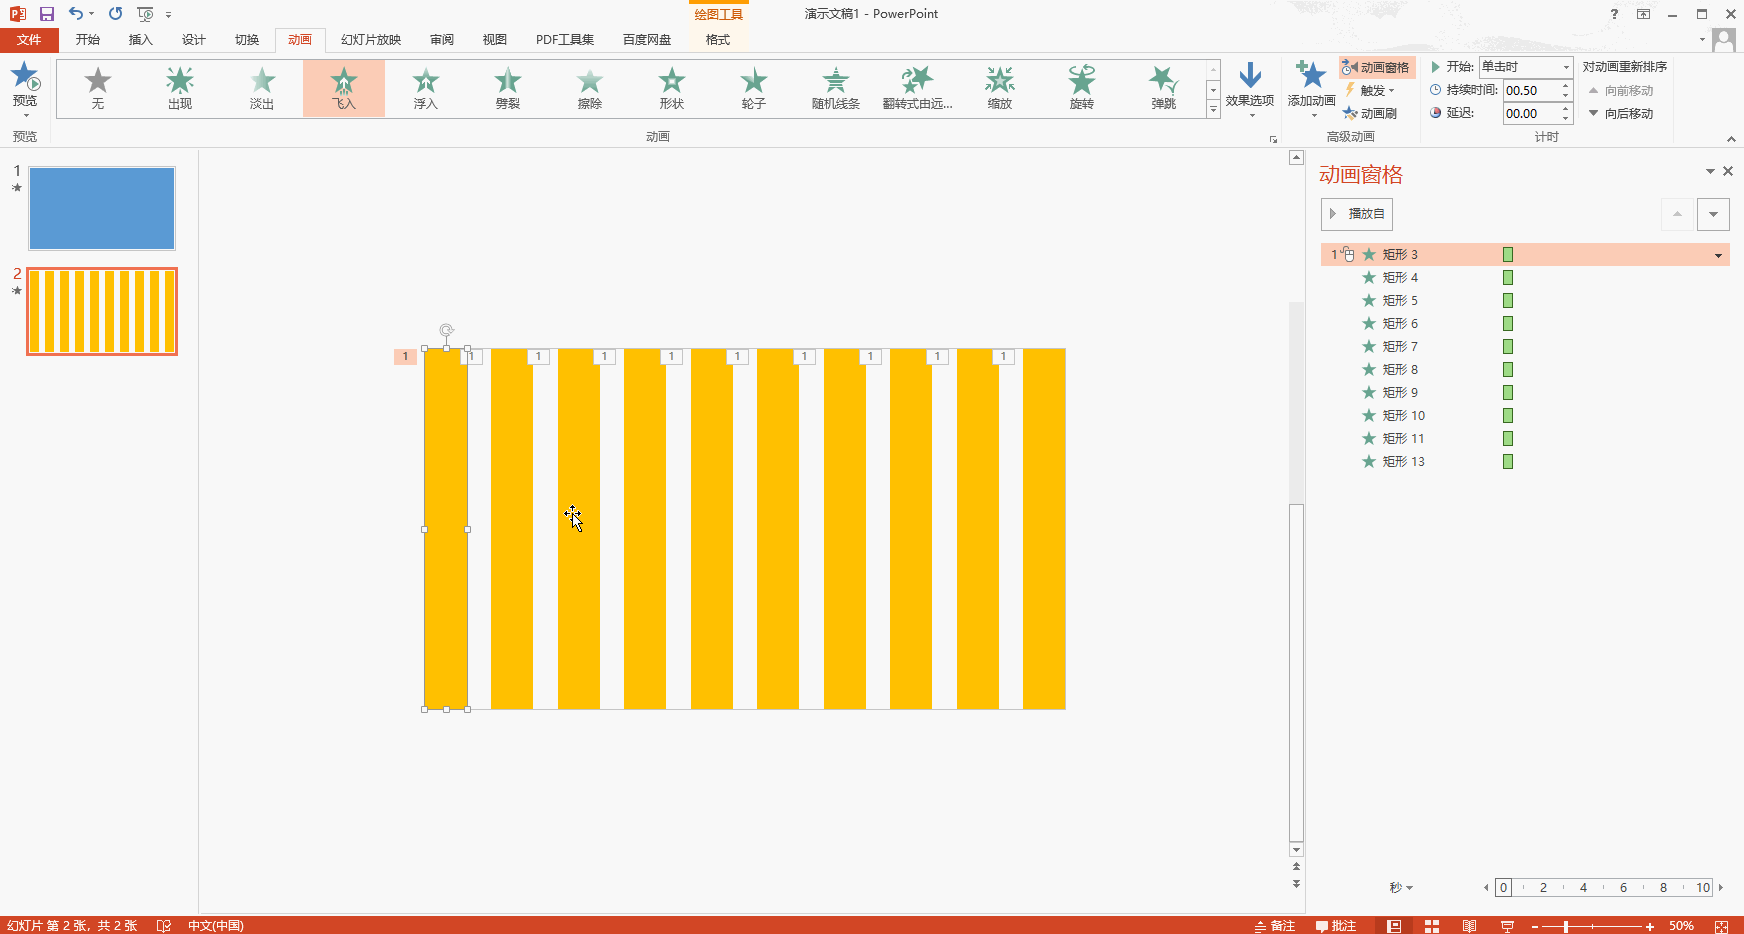 演示文稿1 - PowerPoint
绘图工具
文件 开始 插入 设计 切换 动画 幻灯片放映 审阅 视图 PDF工具集 百度网盘 格式
预览
无 出现 淡出 飞入 浮入 劈裂 擦除 形状 轮子 随机线条 翻转式由远... 缩放 旋转 弹跳
效果选项
添加动画
动画窗格
触发
动画刷
开始: 单击时
持续时间: 00.50
延迟: 00.00
对动画重新排序
向前移动
向后移动
预览 动画 高级动画 计时
1
2
1 1 1 1 1 1 1 1 1 1
动画窗格
播放自
1 矩形 3
矩形 4
矩形 5
矩形 6
矩形 7
矩形 8
矩形 9
矩形 10
矩形 11
矩形 13
秒 0 2 4 6 8 10
幻灯片 第 2 张, 共 2 张 中文(中国) 备注 批注 50%